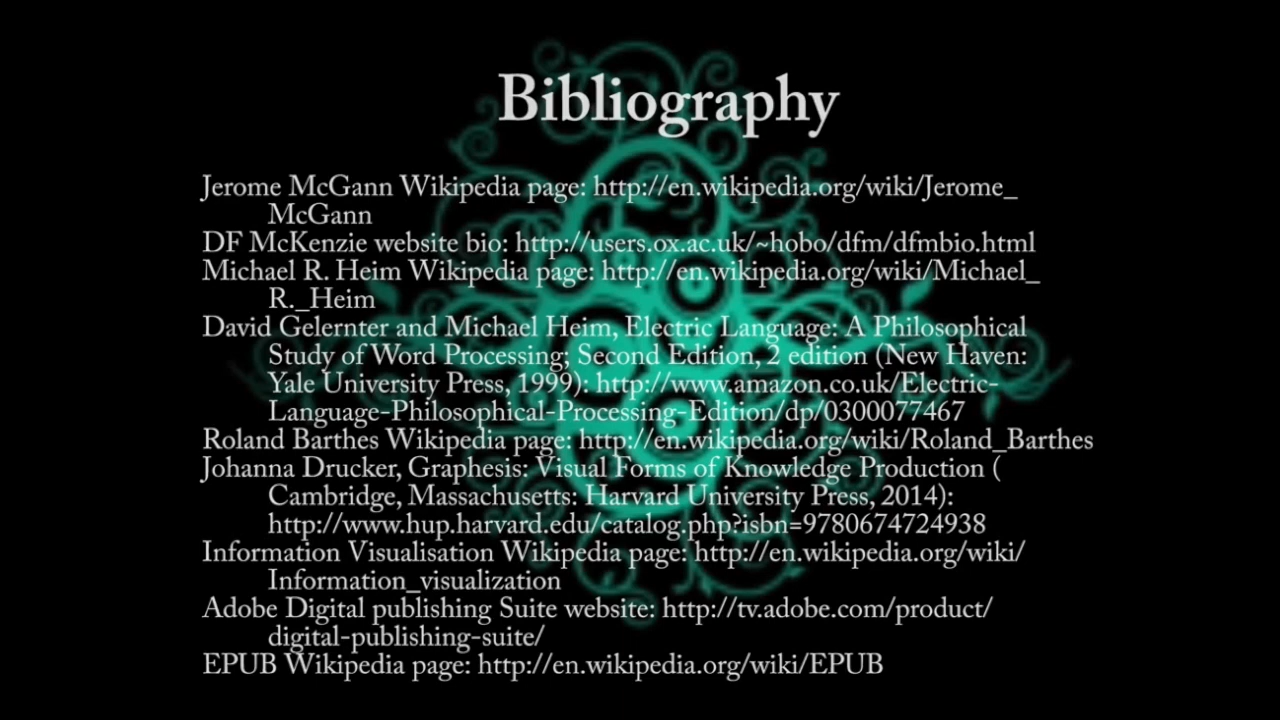 Bibliography
Jerome McGann Wikipedia page: http://en.wikipedia.org/wiki/Jerome_
McGann
DF McKenzie website bio: http://users.ox.ac.uk/~hobo/dfm/dfmbio.html
Michael R. Heim Wikipedia page: http://en.wikipedia.org/wiki/Michael_
R._Heim
David Gelernter and Michael Heim, Electric Language: A Philosophical
Study of Word Processing; Second Edition, 2 edition (New Haven:
Yale University Press, 1999): http://www.amazon.co.uk/Electric-
Language-Philosophical-Processing-Edition/dp/0300077467
Roland Barthes Wikipedia page: http://en.wikipedia.org/wiki/Roland_Barthes
Johanna Drucker, Graphesis: Visual Forms of Knowledge Production (
Cambridge, Massachusetts: Harvard University Press, 2014):
http://www.hup.harvard.edu/catalog.php?isbn=9780674724938
Information Visualisation Wikipedia page: http://en.wikipedia.org/wiki/
Information_visualization
Adobe Digital publishing Suite website: http://tv.adobe.com/product/
digital-publishing-suite/
EPUB Wikipedia page: http://en.wikipedia.org/wiki/EPUB